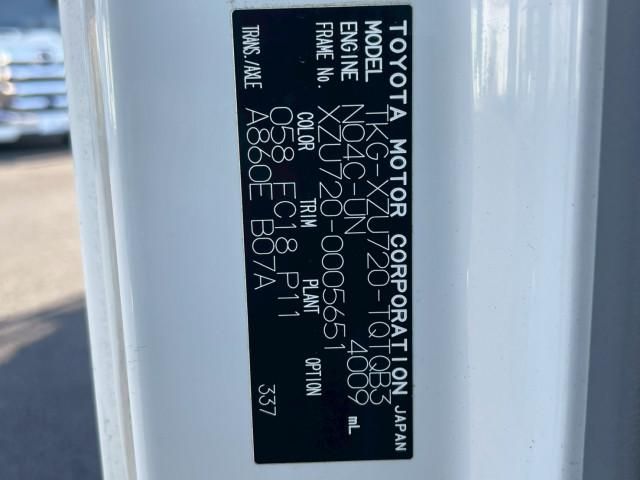 TOYOTA MOTOR CORPORATION JAPAN
MODEL TKG-XZU720-TQTQB3
ENGINE N04C-UN 4009 mL
FRAME No. XZU720-0005651
COLOR TRIM PLANT OPTION
058 FC18 P11
TRANS./AXLE A860E B07A 337